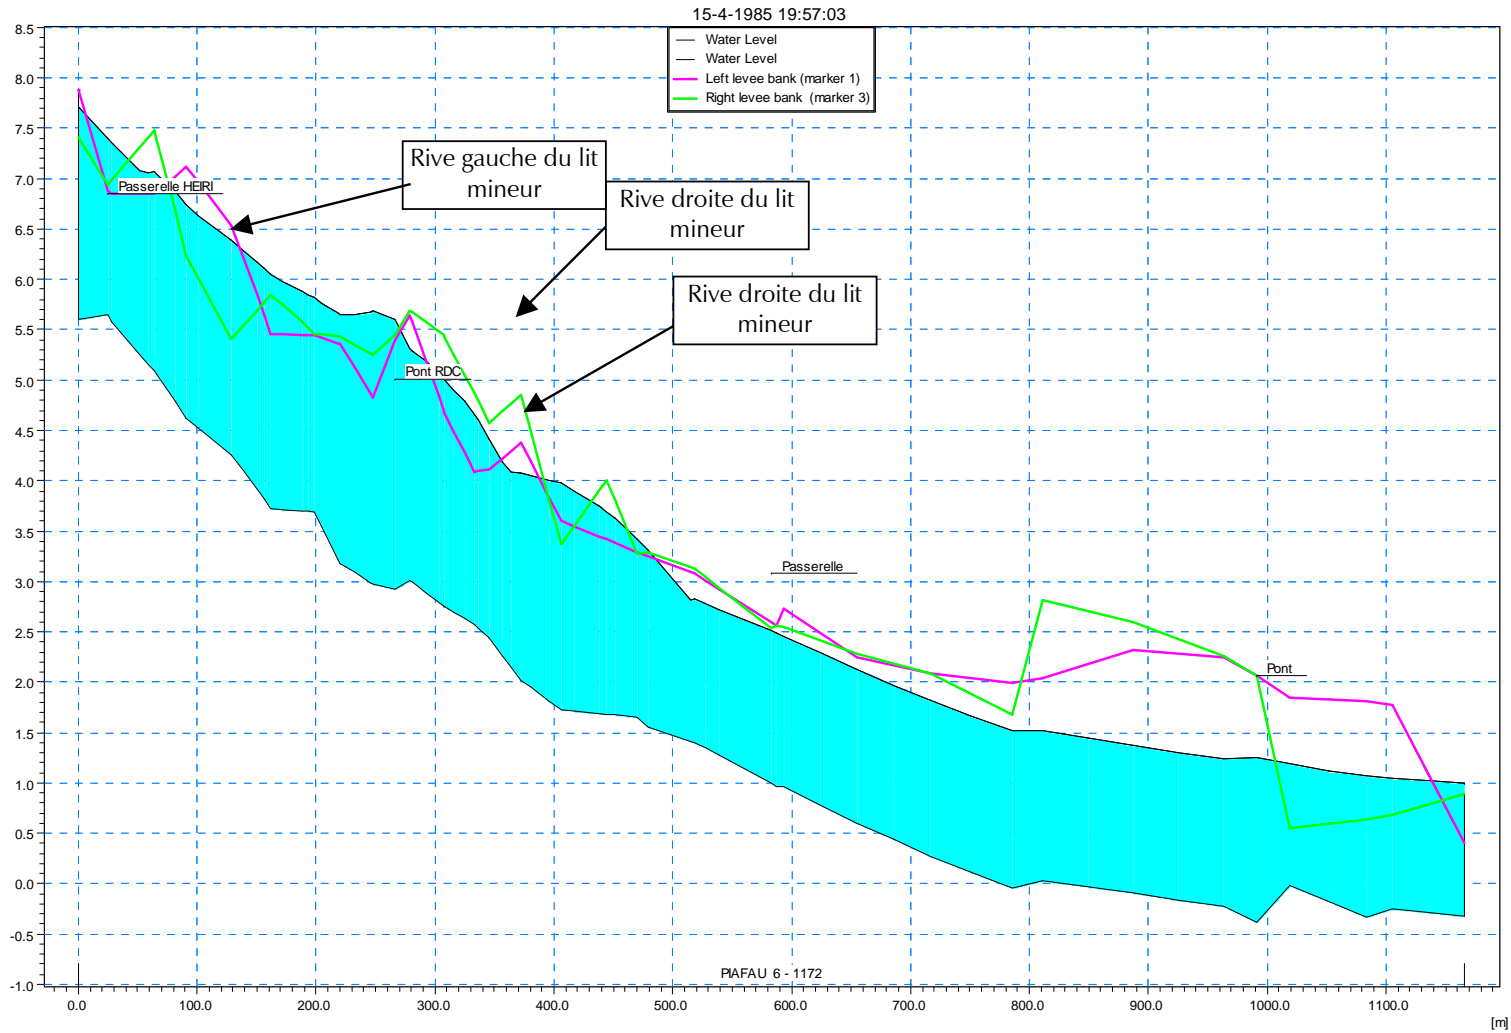 15-4-1985 19:57:03
Water Level
Water Level
Left levee bank (marker 1)
Right levee bank (marker 3)
8.5
8.0
7.5
7.0
6.5
6.0
5.5
5.0
4.5
4.0
3.5
3.0
2.5
2.0
1.5
1.0
0.5
0.0
-0.5
-1.0
Rive gauche du lit
mineur
Rive droite du lit
mineur
Rive droite du lit
mineur
Passerelle HEIRI
Pont RDC
Passerelle
Pont
PIAFAU 6 - 1172
0.0 100.0 200.0 300.0 400.0 500.0 600.0 700.0 800.0 900.0 1000.0 1100.0
[m]